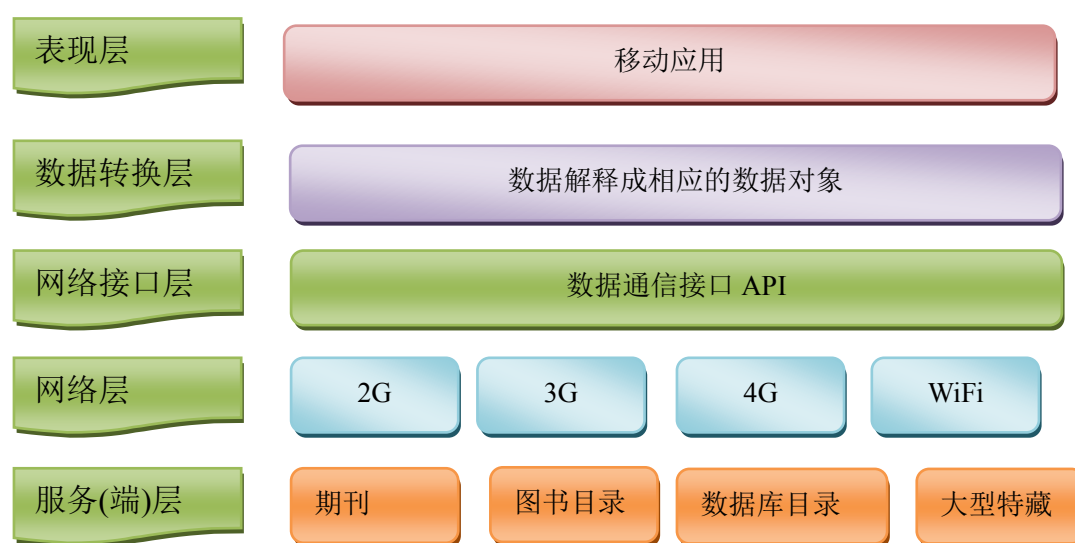 表现层
移动应用
数据转换层
数据解释成相应的数据对象
网络接口层
数据通信接口 API
网络层
2G
3G
4G
WiFi
服务(端)层
期刊
图书目录
数据库目录
大型特藏